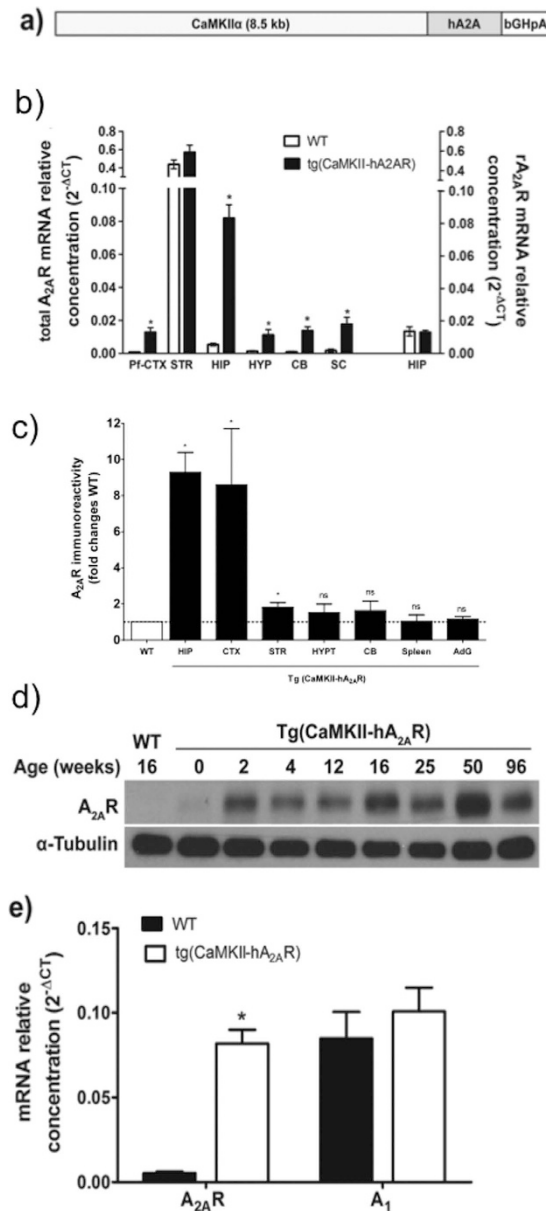 a)
CaMKIIα (8.5 kb) hA2A bGHpA
b)
total A2AR mRNA relative
concentration (2-ΔCT)
0.8
0.6
0.4
0.10
0.08
0.06
0.04
0.02
0.00
WT
tg(CaMKII-hA2AR)
* * * * *
Pf-CTX STR HIP HYP CB SC HIP
0.8
0.6
0.4
0.10
0.08
0.06
0.04
0.02
0.00
rA2AR mRNA relative
concentration (2-ΔCT)
c)
A2AR immunoreactivity
(fold changes WT)
12
10
8
6
4
2
0
* * * ns ns ns ns
WT HIP CTX STR HYPT CB Spleen AdG
Tg (CaMKII-hA2AR)
d)
WT Tg(CaMKII-hA2AR)
Age (weeks) 16 0 2 4 12 16 25 50 96
A2AR
α-Tubulin
e)
mRNA relative
concentration (2-ΔCT)
0.15
0.10
0.05
0.00
WT
tg(CaMKII-hA2AR)
*
A2AR A1